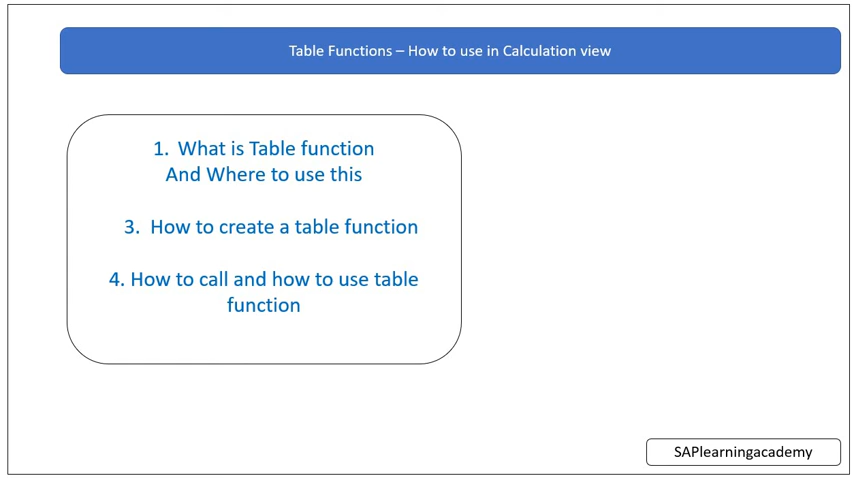 Table Functions – How to use in Calculation view
1. What is Table function
And Where to use this
3. How to create a table function
4. How to call and how to use table
function
SAPlearningacademy